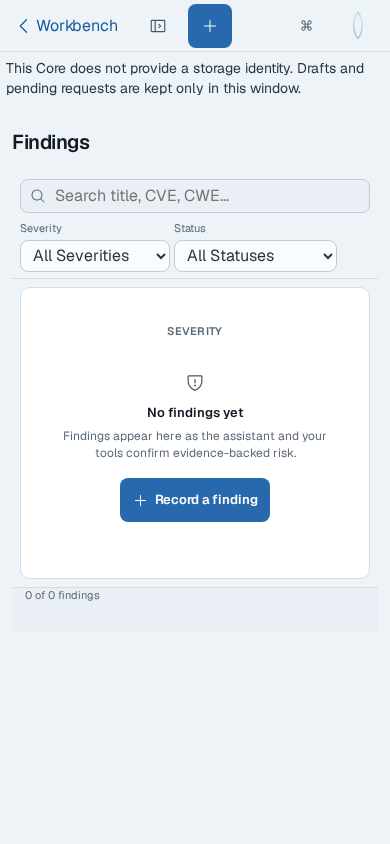 Workbench
⌘
This Core does not provide a storage identity. Drafts and
pending requests are kept only in this window.
Findings
Search title, CVE, CWE...
Severity
Status
All Severities
All Statuses
SEVERITY
No findings yet
Findings appear here as the assistant and your
tools confirm evidence-backed risk.
Record a finding
0 of 0 findings